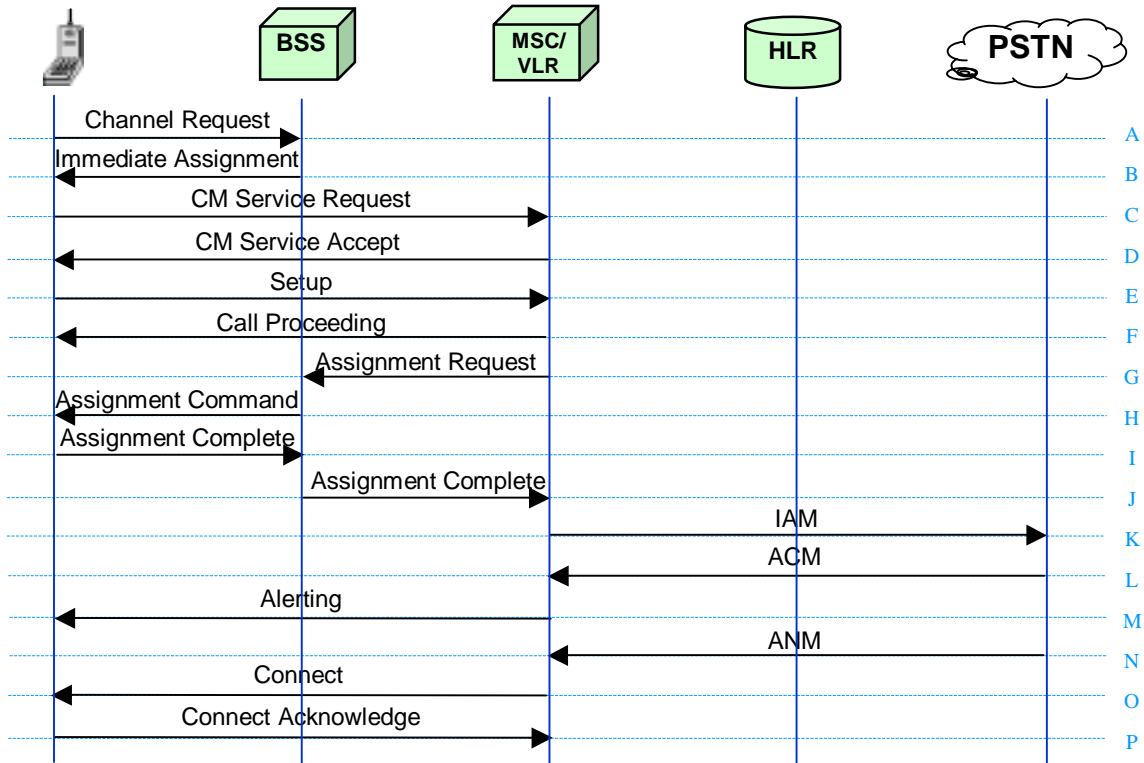 BSS
MSC/
VLR
HLR
PSTN
Channel Request
A
Immediate Assignment
B
CM Service Request
C
CM Service Accept
D
Setup
E
Call Proceeding
F
Assignment Request
G
Assignment Command
H
Assignment Complete
I
Assignment Complete
J
IAM
K
ACM
L
Alerting
M
ANM
N
Connect
O
Connect Acknowledge
P